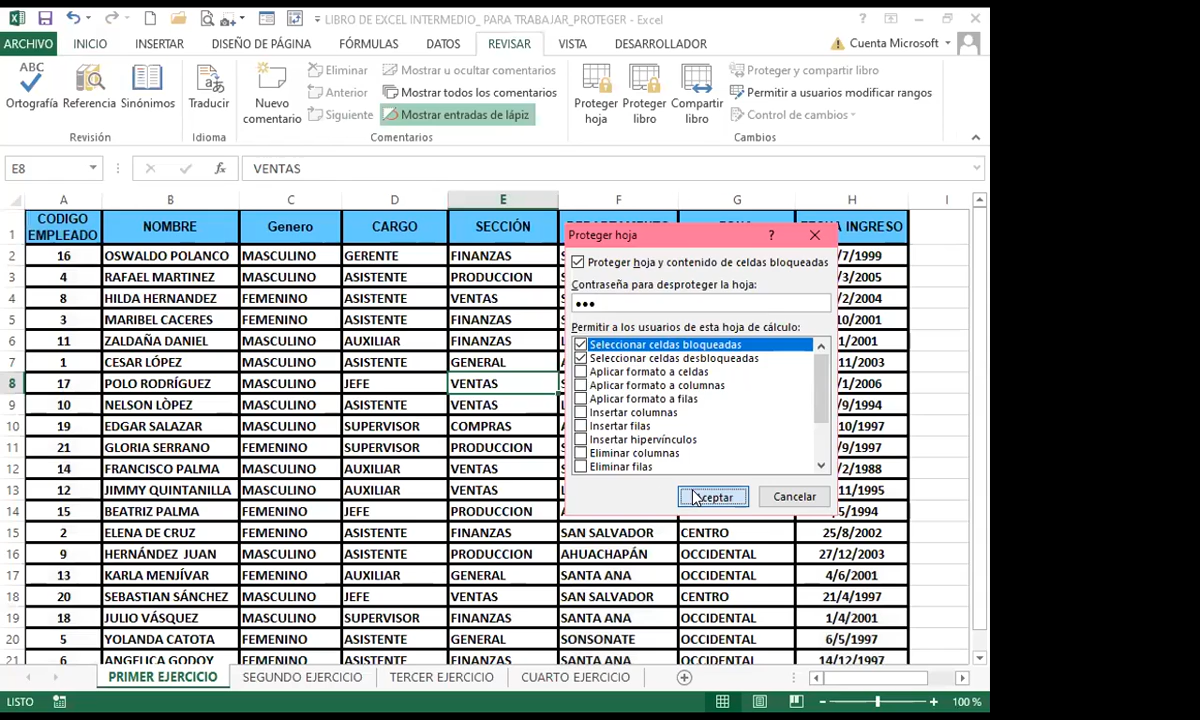 LIBRO DE EXCEL INTERMEDIO_ PARA TRABAJAR_PROTEGER - Excel
ARCHIVO INICIO INSERTAR DISEÑO DE PÁGINA FÓRMULAS DATOS REVISAR VISTA DESARROLLADOR Cuenta Microsoft
Ortografía Referencia Sinónimos Traducir Nuevo comentario Eliminar Anterior Siguiente
Mostrar u ocultar comentarios
Mostrar todos los comentarios
Mostrar entradas de lápiz
Proteger hoja Proteger libro Compartir libro
Proteger y compartir libro
Permitir a usuarios modificar rangos
Control de cambios
Revisión Idioma Comentarios Cambios
E8 fx VENTAS
A B C D E F G H I
1 CODIGO EMPLEADO NOMBRE Genero CARGO SECCIÓN INGRESO
2 16 OSWALDO POLANCO MASCULINO GERENTE FINANZAS /7/1999
3 4 RAFAEL MARTINEZ MASCULINO ASISTENTE PRODUCCION /3/2005
4 8 HILDA HERNANDEZ FEMENINO ASISTENTE VENTAS /2/2004
5 3 MARIBEL CACERES FEMENINO ASISTENTE FINANZAS 10/2001
6 11 ZALDAÑA DANIEL MASCULINO AUXILIAR FINANZAS /1/2001
7 1 CESAR LÓPEZ MASCULINO ASISTENTE GENERAL 11/2003
8 17 POLO RODRÍGUEZ MASCULINO JEFE VENTAS /1/2006
9 10 NELSON LÒPEZ MASCULINO ASISTENTE VENTAS /9/1994
10 19 EDGAR SALAZAR MASCULINO SUPERVISOR COMPRAS 10/1997
11 21 GLORIA SERRANO FEMENINO SUPERVISOR PRODUCCION /9/1997
12 14 FRANCISCO PALMA MASCULINO AUXILIAR VENTAS /2/1988
13 12 JIMMY QUINTANILLA MASCULINO AUXILIAR VENTAS 11/1995
14 15 BEATRIZ PALMA FEMENINO JEFE PRODUCCION /5/1994
15 2 ELENA DE CRUZ FEMENINO ASISTENTE FINANZAS SAN SALVADOR CENTRO 25/8/2002
16 9 HERNÁNDEZ JUAN MASCULINO ASISTENTE PRODUCCION AHUACHAPÁN OCCIDENTAL 27/12/2003
17 13 KARLA MENJÍVAR FEMENINO AUXILIAR GENERAL SANTA ANA OCCIDENTAL 4/6/2001
18 20 SEBASTIAN SÁNCHEZ MASCULINO JEFE VENTAS SAN SALVADOR CENTRO 21/4/1997
19 18 JULIO VÁSQUEZ MASCULINO SUPERVISOR FINANZAS SANTA ANA OCCIDENTAL 1/4/2001
20 5 YOLANDA CATOTA FEMENINO ASISTENTE GENERAL SONSONATE OCCIDENTAL 6/5/1997
21 6 ANGELICA GODOY FEMENINO ASISTENTE FINANZAS SANTA ANA OCCIDENTAL 14/12/1997
Proteger hoja
Proteger hoja y contenido de celdas bloqueadas
Contraseña para desproteger la hoja:
•••
Permitir a los usuarios de esta hoja de cálculo:
Seleccionar celdas bloqueadas
Seleccionar celdas desbloqueadas
Aplicar formato a celdas
Aplicar formato a columnas
Aplicar formato a filas
Insertar columnas
Insertar filas
Insertar hipervínculos
Eliminar columnas
Eliminar filas
Aceptar Cancelar
PRIMER EJERCICIO SEGUNDO EJERCICIO TERCER EJERCICIO CUARTO EJERCICIO
LISTO 100 %